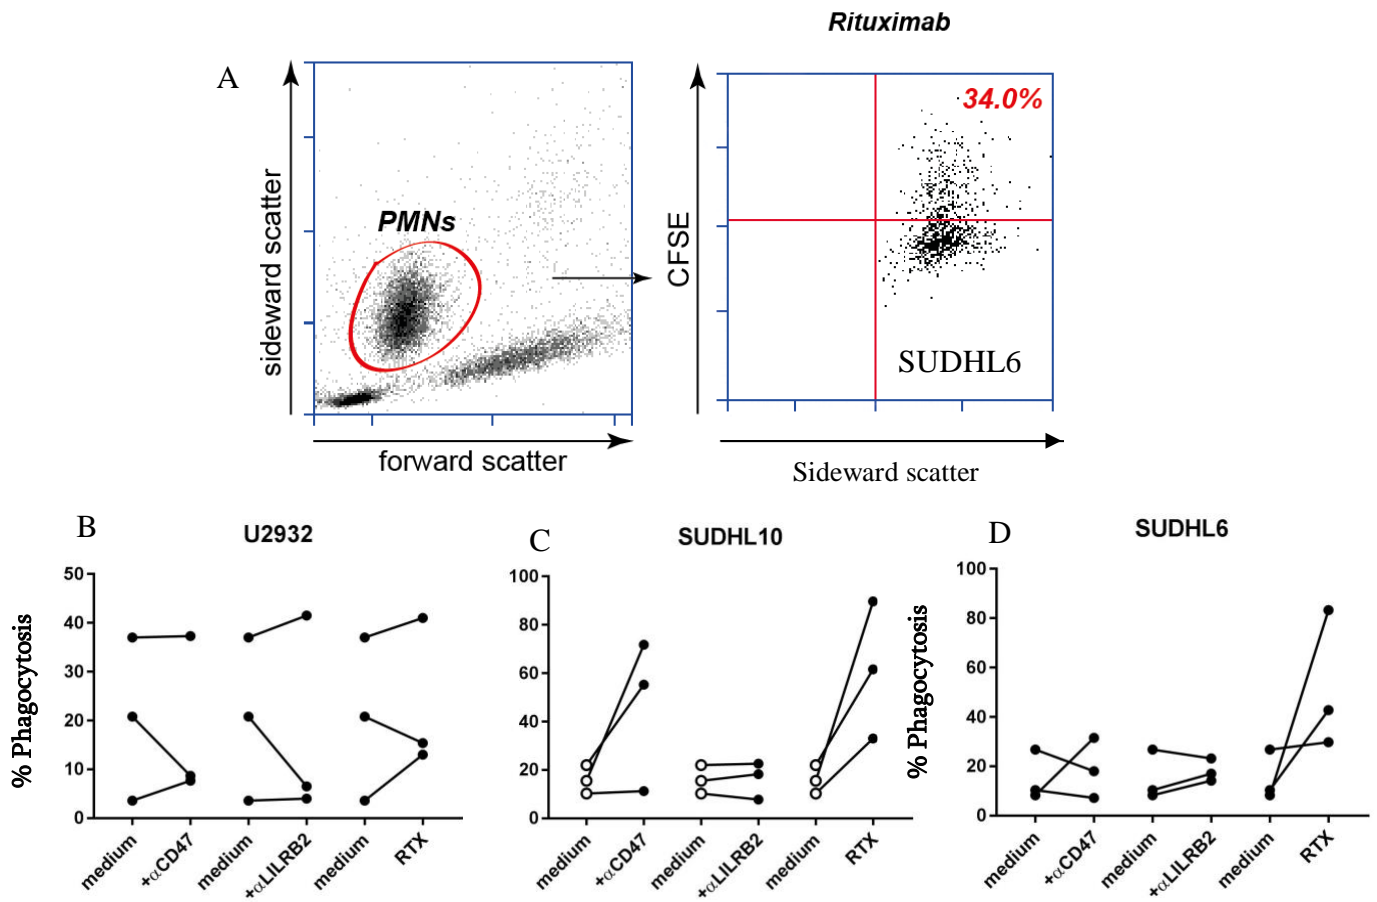 Rituximab
A
34.0%
PMNs
sideward scatter
CFSE
SUDHL6
forward scatter
Sideward scatter
B
U2932
C
SUDHL10
D
SUDHL6
% Phagocytosis
50
40
30
20
10
0
medium
+αCD47
medium
+αLILRB2
medium
RTX
100
80
60
40
20
0
medium
+αCD47
medium
+αLILRB2
medium
RTX
% Phagocytosis
100
80
60
40
20
0
medium
+αCD47
medium
+αLILRB2
medium
RTX